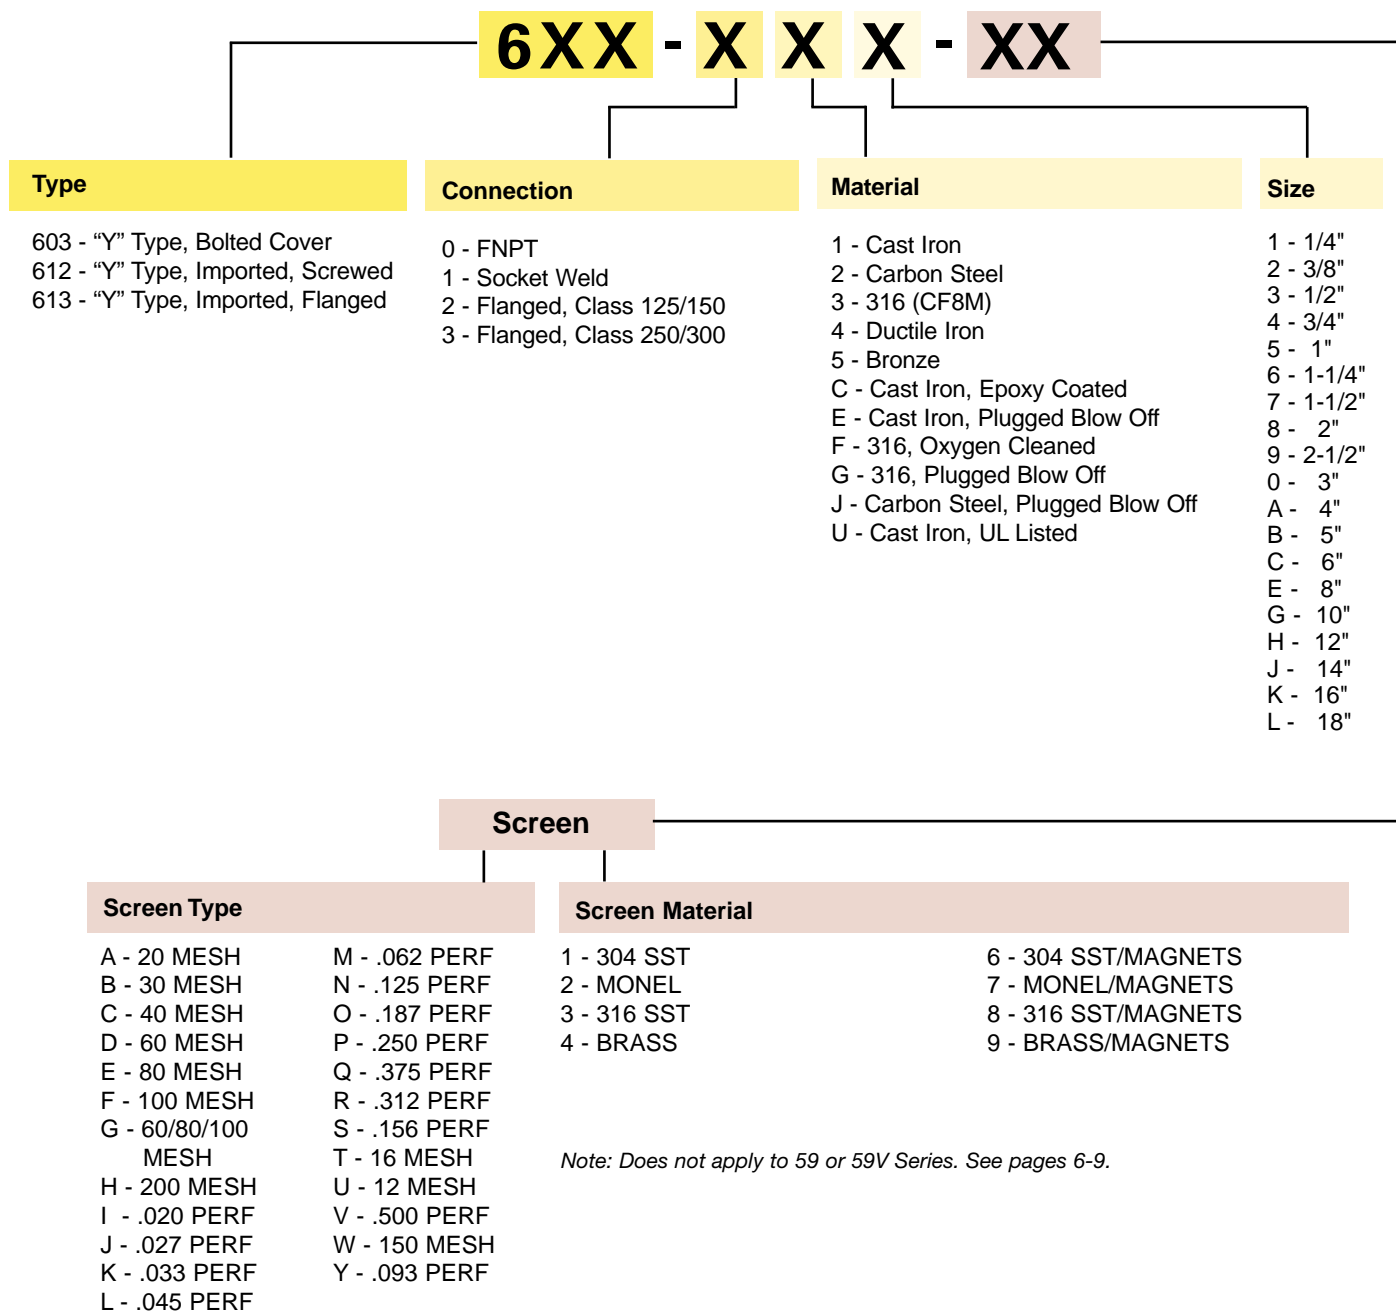 6XX - X X X - XX
Type
603 - “Y” Type, Bolted Cover
612 - “Y” Type, Imported, Screwed
613 - “Y” Type, Imported, Flanged
Connection
0 - FNPT
1 - Socket Weld
2 - Flanged, Class 125/150
3 - Flanged, Class 250/300
Material
1 - Cast Iron
2 - Carbon Steel
3 - 316 (CF8M)
4 - Ductile Iron
5 - Bronze
C - Cast Iron, Epoxy Coated
E - Cast Iron, Plugged Blow Off
F - 316, Oxygen Cleaned
G - 316, Plugged Blow Off
J - Carbon Steel, Plugged Blow Off
U - Cast Iron, UL Listed
Size
1 - 1/4"
2 - 3/8"
3 - 1/2"
4 - 3/4"
5 - 1"
6 - 1-1/4"
7 - 1-1/2"
8 - 2"
9 - 2-1/2"
0 - 3"
A - 4"
B - 5"
C - 6"
E - 8"
G - 10"
H - 12"
J - 14"
K - 16"
L - 18"
Screen
Screen Type
A - 20 MESH
B - 30 MESH
C - 40 MESH
D - 60 MESH
E - 80 MESH
F - 100 MESH
G - 60/80/100
MESH
H - 200 MESH
I - .020 PERF
J - .027 PERF
K - .033 PERF
L - .045 PERF
M - .062 PERF
N - .125 PERF
O - .187 PERF
P - .250 PERF
Q - .375 PERF
R - .312 PERF
S - .156 PERF
T - 16 MESH
U - 12 MESH
V - .500 PERF
W - 150 MESH
Y - .093 PERF
Screen Material
1 - 304 SST
2 - MONEL
3 - 316 SST
4 - BRASS
6 - 304 SST/MAGNETS
7 - MONEL/MAGNETS
8 - 316 SST/MAGNETS
9 - BRASS/MAGNETS
Note: Does not apply to 59 or 59V Series. See pages 6-9.